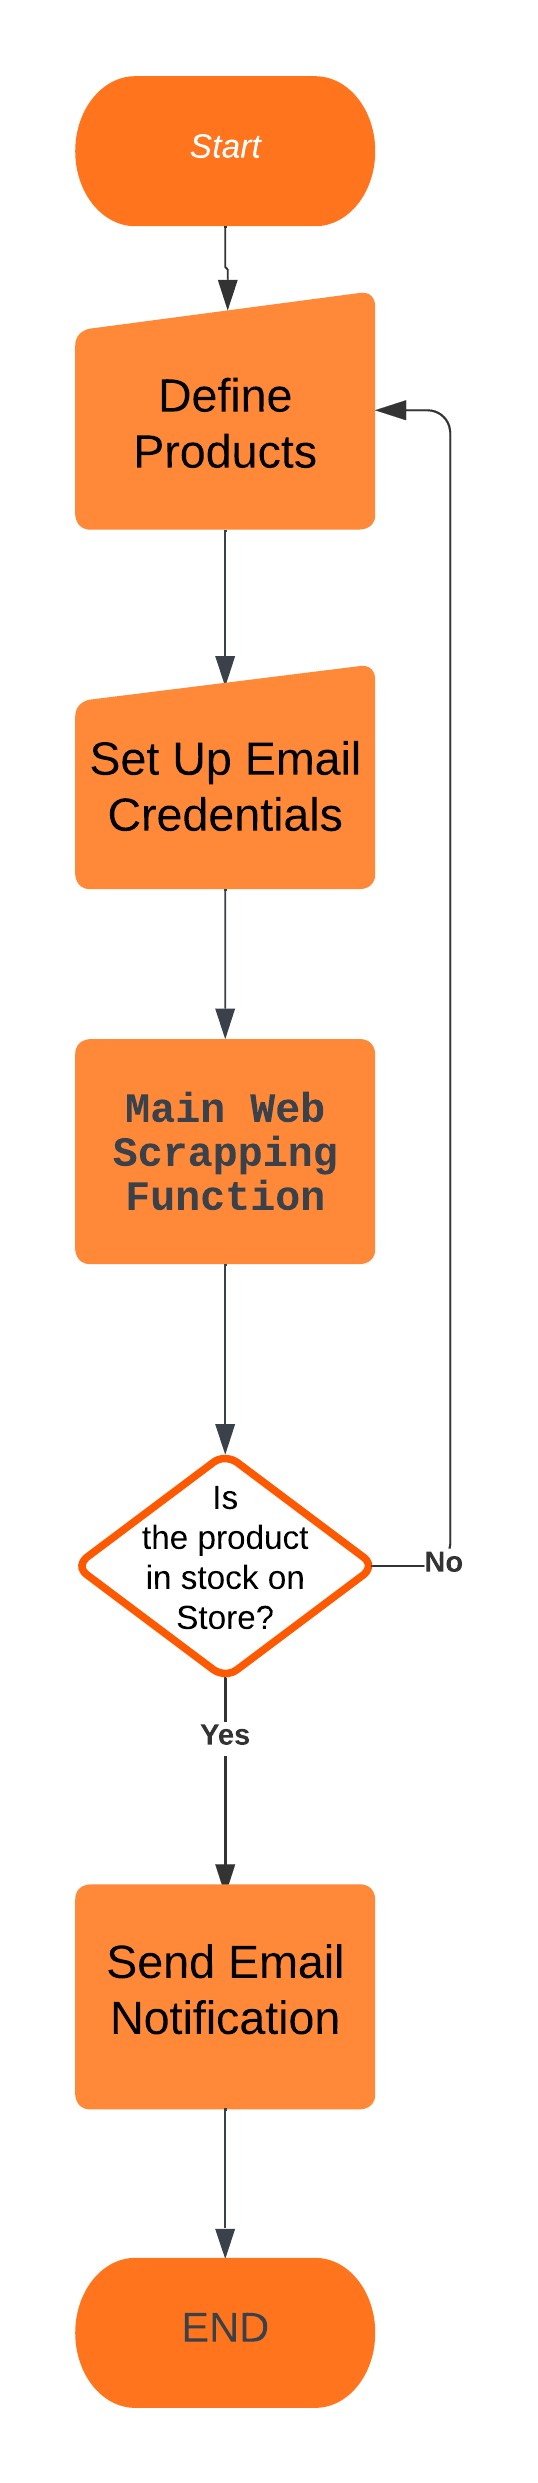 Start
Define
Products
Set Up Email
Credentials
Main Web
Scrapping
Function
Is
the product
in stock on
Store?
No
Yes
Send Email
Notification
END